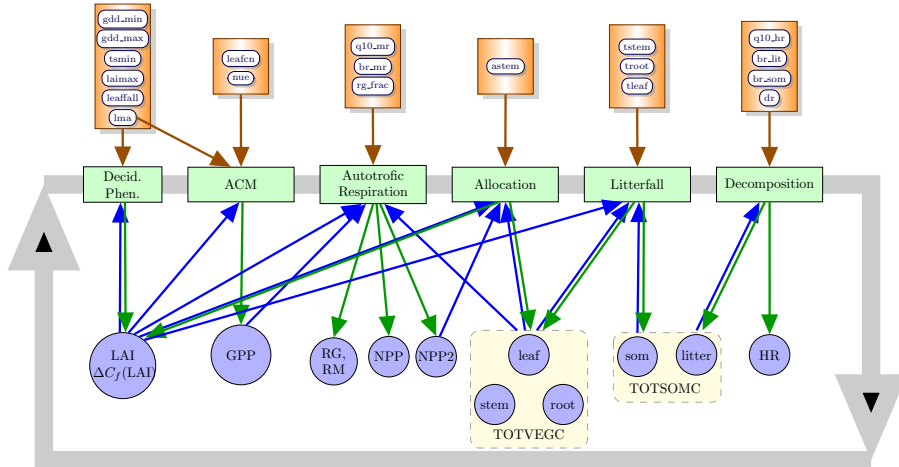 gdd_min
gdd_max
tsmin
laimax
leaffall
lma
leafcn
nue
q10_mr
br_mr
rg_frac
astem
tstem
troot
tleaf
q10_hr
br_lit
br_som
dr
Decid.
Phen.
ACM
Autotrofic
Respiration
Allocation
Litterfall
Decomposition
LAI
ΔC_f(LAI)
GPP
RG,
RM
NPP
NPP2
leaf
stem
root
TOTVEGC
som
litter
TOTSOMC
HR